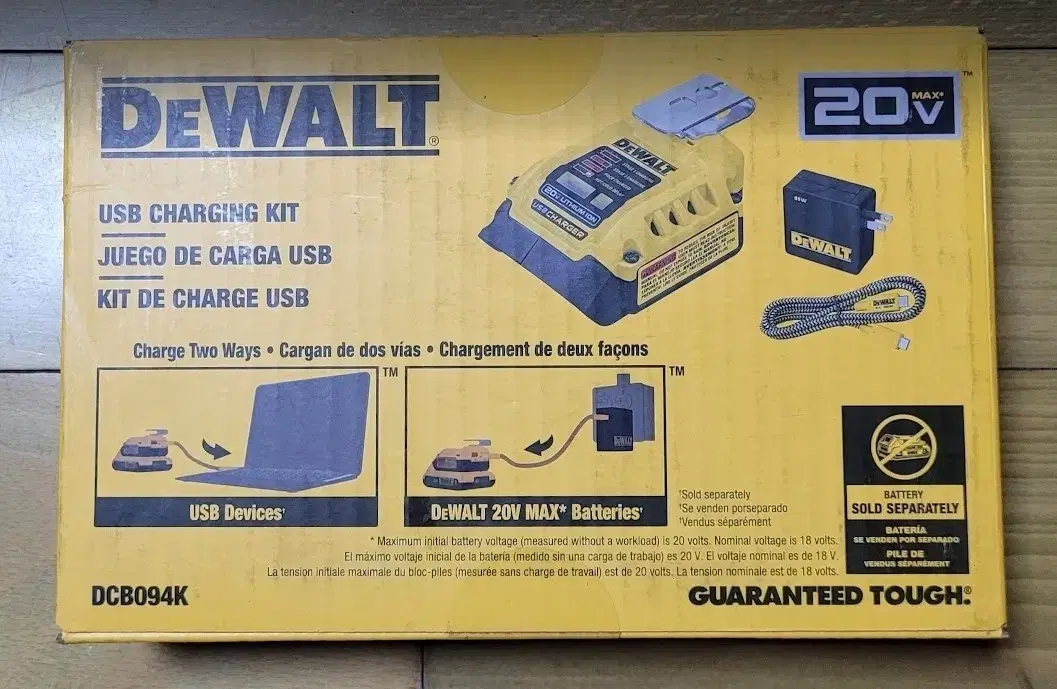 DEWALT®
20V MAX* ™
USB CHARGING KIT
JUEGO DE CARGA USB
KIT DE CHARGE USB
DEWALT
20V LITHIUM ION
USB CHARGER
DEWALT
DEWALT
Charge Two Ways • Cargan de dos vías • Chargement de deux façons
TM
TM
DEWALT
USB Devices†
DEWALT 20V MAX* Batteries†
†Sold separately
†Se venden porseparado
†Vendus séparément
BATTERY
SOLD SEPARATELY
BATERÍA
SE VENDEN POR SEPARADO
PILE DE
VENDUS SÉPARÉMENT
* Maximum initial battery voltage (measured without a workload) is 20 volts. Nominal voltage is 18 volts.
El máximo voltaje inicial de la batería (medido sin una carga de trabajo) es 20 V. El voltaje nominal es de 18 V.
La tension initiale maximale du bloc-piles (mesurée sans charge de travail) est de 20 volts. La tension nominale est de 18 volts.
DCB094K
GUARANTEED TOUGH.®